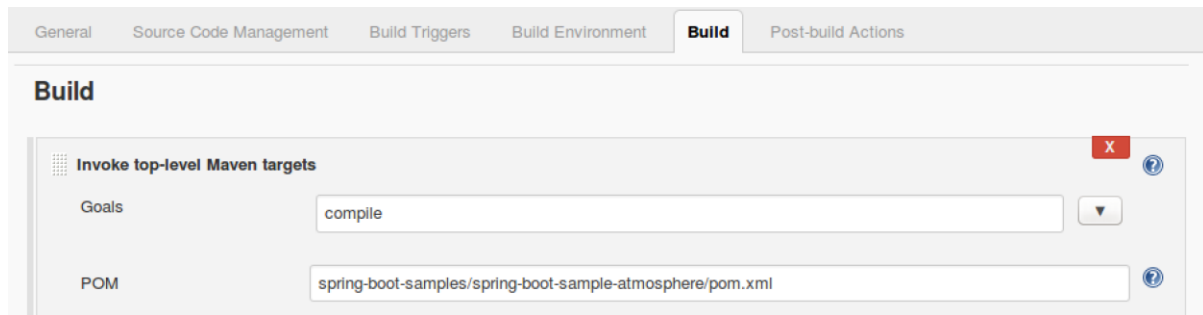 General Source Code Management Build Triggers Build Environment Build Post-build Actions
Build
Invoke top-level Maven targets X ?
Goals compile ▼
POM spring-boot-samples/spring-boot-sample-atmosphere/pom.xml ?